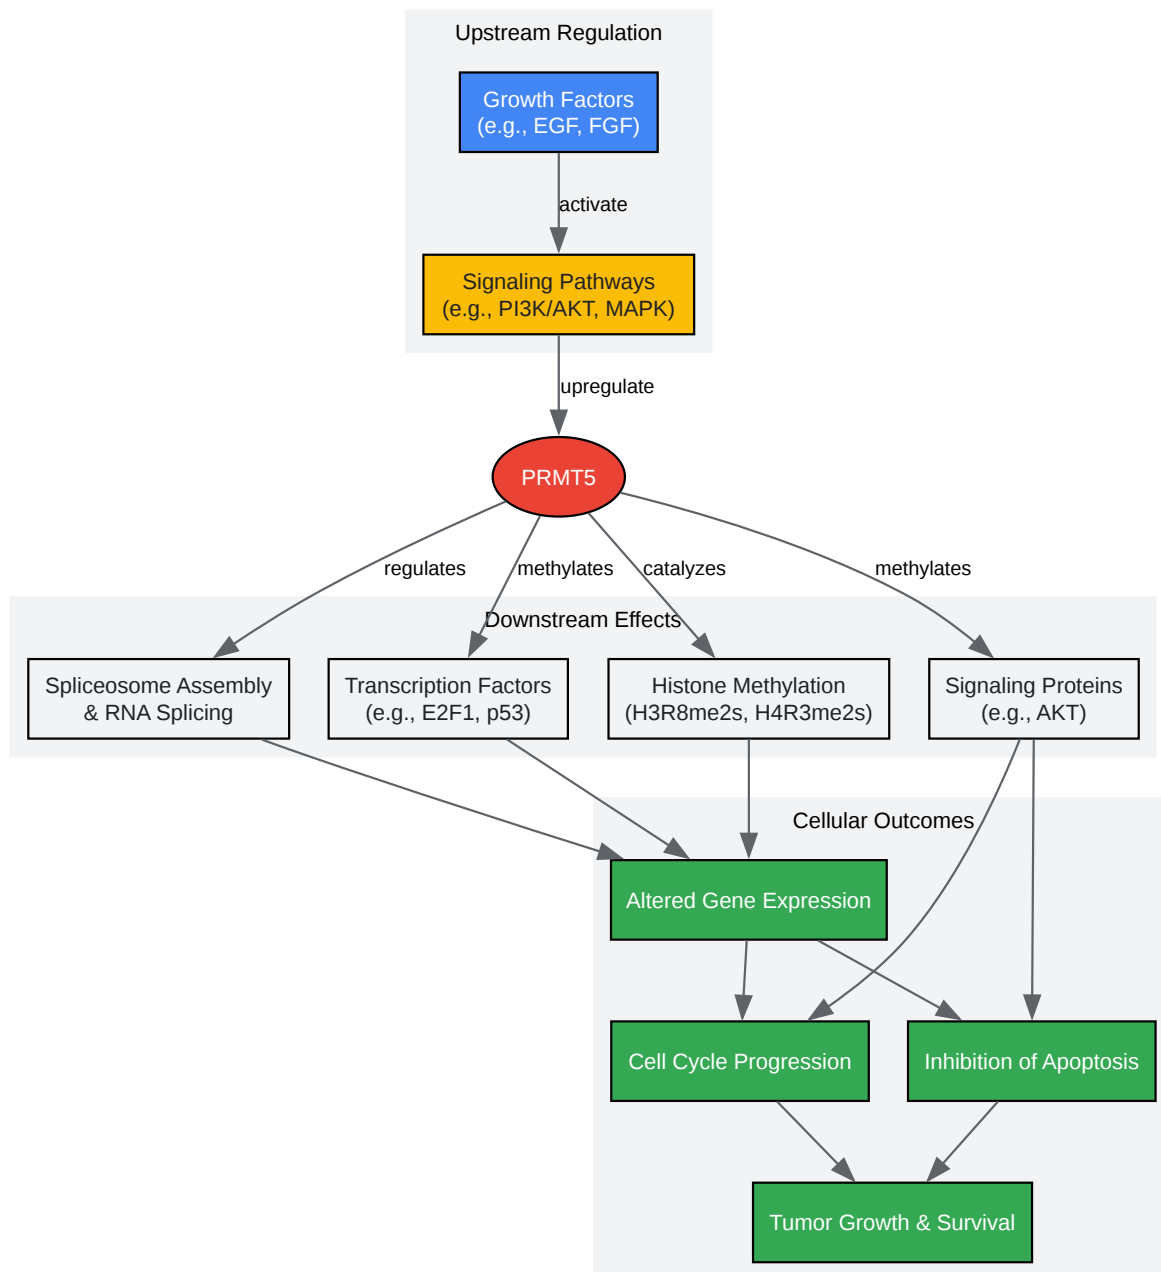 Upstream Regulation
Growth Factors
(e.g., EGF, FGF)
activate
Signaling Pathways
(e.g., PI3K/AKT, MAPK)
upregulate
PRMT5
regulates
methylates
catalyzes
methylates
Downstream Effects
Spliceosome Assembly
& RNA Splicing
Transcription Factors
(e.g., E2F1, p53)
Histone Methylation
(H3R8me2s, H4R3me2s)
Signaling Proteins
(e.g., AKT)
Cellular Outcomes
Altered Gene Expression
Cell Cycle Progression
Inhibition of Apoptosis
Tumor Growth & Survival